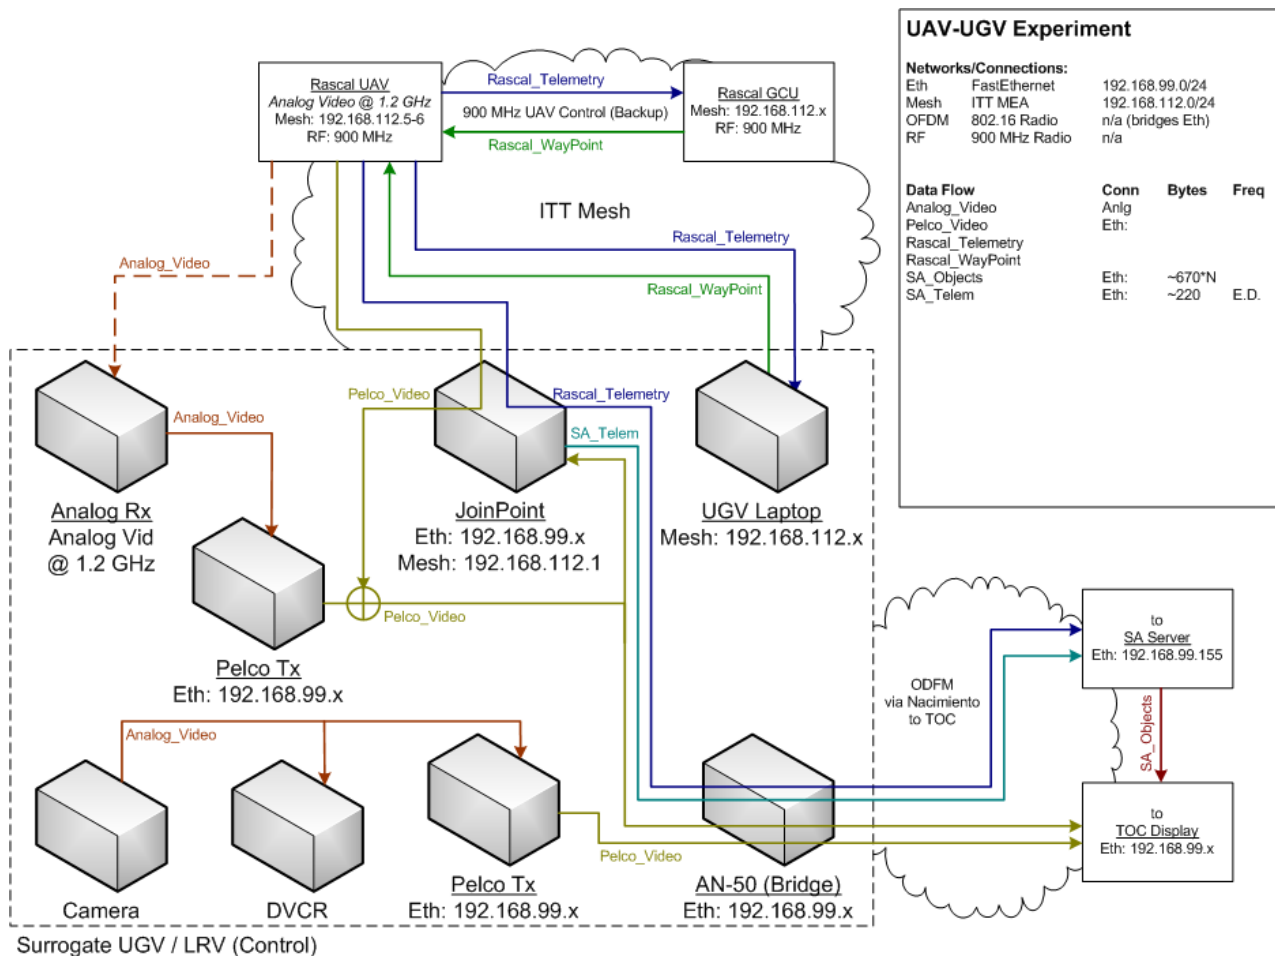 UAV-UGV Experiment
Networks/Connections:
Eth FastEthernet 192.168.99.0/24
Mesh ITT MEA 192.168.112.0/24
OFDM 802.16 Radio n/a (bridges Eth)
RF 900 MHz Radio n/a
Data Flow Conn Bytes Freq
Analog_Video Anlg
Pelco_Video Eth:
Rascal_Telemetry
Rascal_WayPoint
SA_Objects Eth: ~670*N
SA_Telem Eth: ~220 E.D.
Rascal UAV
Analog Video @ 1.2 GHz
Mesh: 192.168.112.5-6
RF: 900 MHz
Rascal_Telemetry
900 MHz UAV Control (Backup)
Rascal_WayPoint
Rascal GCU
Mesh: 192.168.112.x
RF: 900 MHz
ITT Mesh
Analog_Video
Rascal_Telemetry
Rascal_WayPoint
Pelco_Video
Rascal_Telemetry
Analog_Video
SA_Telem
Analog Rx
Analog Vid
@ 1.2 GHz
JoinPoint
Eth: 192.168.99.x
Mesh: 192.168.112.1
UGV Laptop
Mesh: 192.168.112.x
Pelco_Video
Pelco Tx
Eth: 192.168.99.x
to
SA Server
Eth: 192.168.99.155
ODFM
via Nacimiento
to TOC
SA_Objects
Analog_Video
to
TOC Display
Eth: 192.168.99.x
Pelco_Video
Camera
DVCR
Pelco Tx
Eth: 192.168.99.x
AN-50 (Bridge)
Eth: 192.168.99.x
Surrogate UGV / LRV (Control)